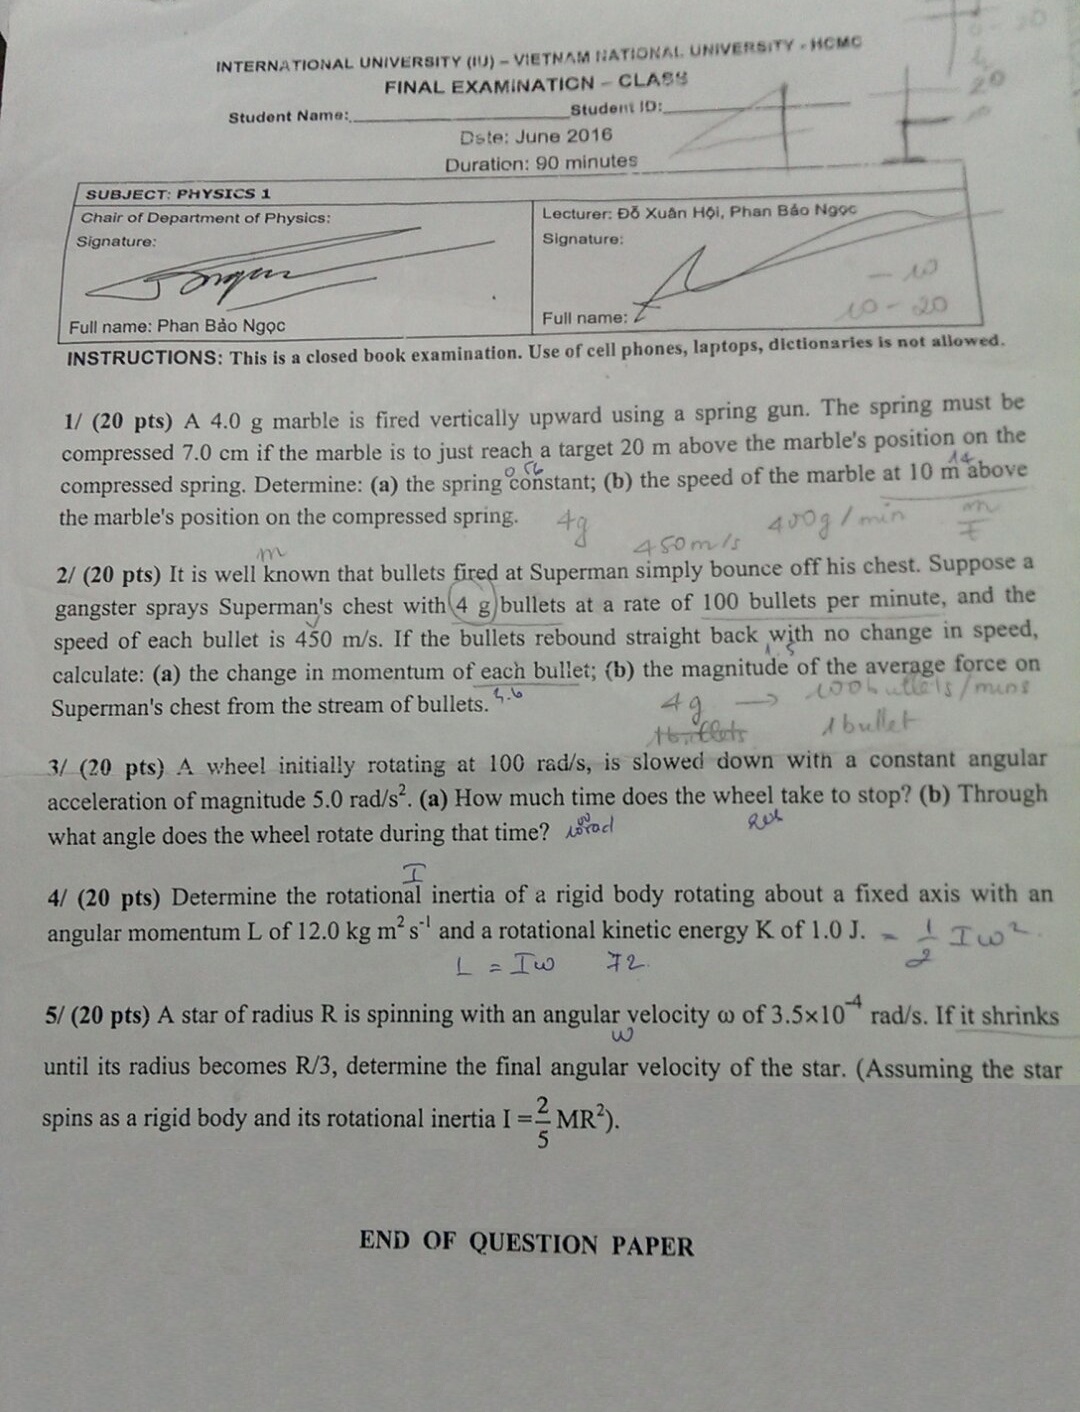 INTERNATIONAL UNIVERSITY (IU) – VIETNAM NATIONAL UNIVERSITY - HCMC
FINAL EXAMINATION – CLASS
Student Name: Student ID:
Date: June 2016
Duration: 90 minutes
SUBJECT: PHYSICS 1
Chair of Department of Physics:
Signature:
Full name: Phan Bảo Ngọc
Lecturer: Đỗ Xuân Hội, Phan Bảo Ngọc
Signature:
- 10
10 - 20
Full name:
INSTRUCTIONS: This is a closed book examination. Use of cell phones, laptops, dictionaries is not allowed.
1/ (20 pts) A 4.0 g marble is fired vertically upward using a spring gun. The spring must be
compressed 7.0 cm if the marble is to just reach a target 20 m above the marble's position on the
0.56 14
compressed spring. Determine: (a) the spring constant; (b) the speed of the marble at 10 m above
the marble's position on the compressed spring.
4g 450m/s 400g/min m
m
2/ (20 pts) It is well known that bullets fired at Superman simply bounce off his chest. Suppose a
gangster sprays Superman's chest with 4 g bullets at a rate of 100 bullets per minute, and the
speed of each bullet is 450 m/s. If the bullets rebound straight back with no change in speed,
calculate: (a) the change in momentum of each bullet; (b) the magnitude of the average force on
Superman's chest from the stream of bullets. 3.6
4g → 100bullets/mins
1 bullet
3/ (20 pts) A wheel initially rotating at 100 rad/s, is slowed down with a constant angular
acceleration of magnitude 5.0 rad/s². (a) How much time does the wheel take to stop? (b) Through
what angle does the wheel rotate during that time?
I
4/ (20 pts) Determine the rotational inertia of a rigid body rotating about a fixed axis with an
angular momentum L of 12.0 kg m² s⁻¹ and a rotational kinetic energy K of 1.0 J. = 1/2 Iω²
L = Iω 72
5/ (20 pts) A star of radius R is spinning with an angular velocity ω of 3.5×10⁻⁴ rad/s. If it shrinks
ω
until its radius becomes R/3, determine the final angular velocity of the star. (Assuming the star
spins as a rigid body and its rotational inertia I = 2/5 MR²).
END OF QUESTION PAPER